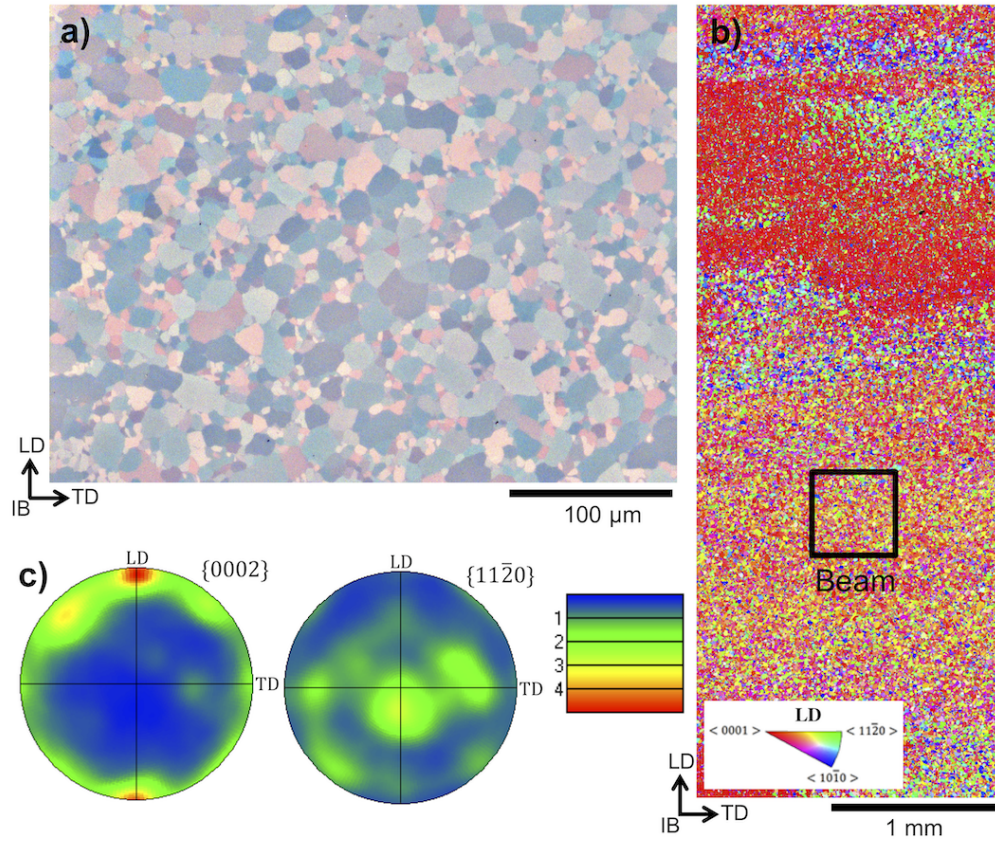 a)
LD
IB
TD
100 μm
b)
Beam
LD
< 0001 >
< 112̅0 >
< 101̅0 >
LD
IB
TD
1 mm
c)
LD
{0002}
TD
LD
{112̅0}
TD
1
2
3
4